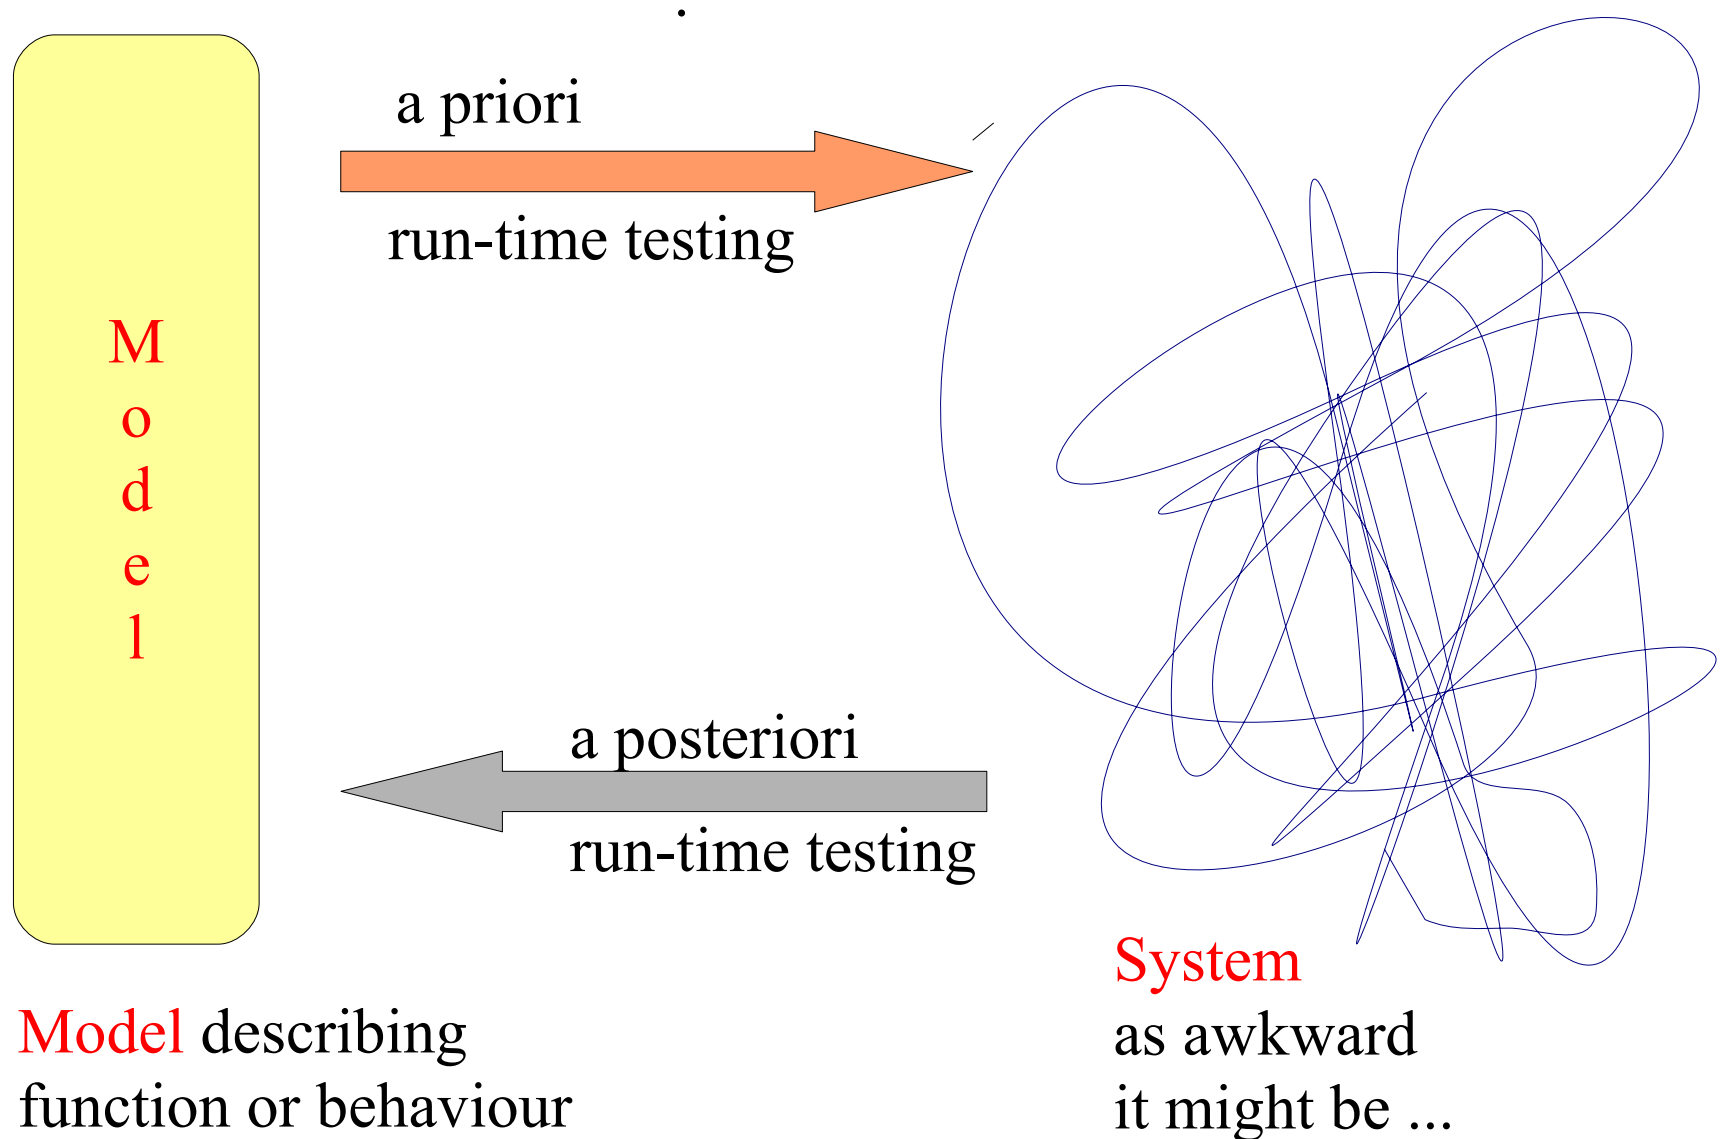 .
a priori
run-time testing
M
o
d
e
l
a posteriori
run-time testing
Model describing
function or behaviour
System
as awkward
it might be ...